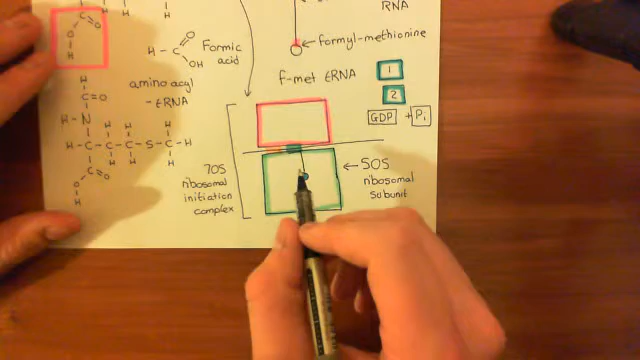 RNA
formyl-methionine
Formic
acid
H-C
O
OH
f-met tRNA
1
2
GDP + Pi
amino acyl
-tRNA
C O
O
H
H
H
C=O
H-N H H H
H-C-C-C-S-C-H
H H H
C O
O
H
70S
ribosomal
initiation
complex
50S
ribosomal
subunit